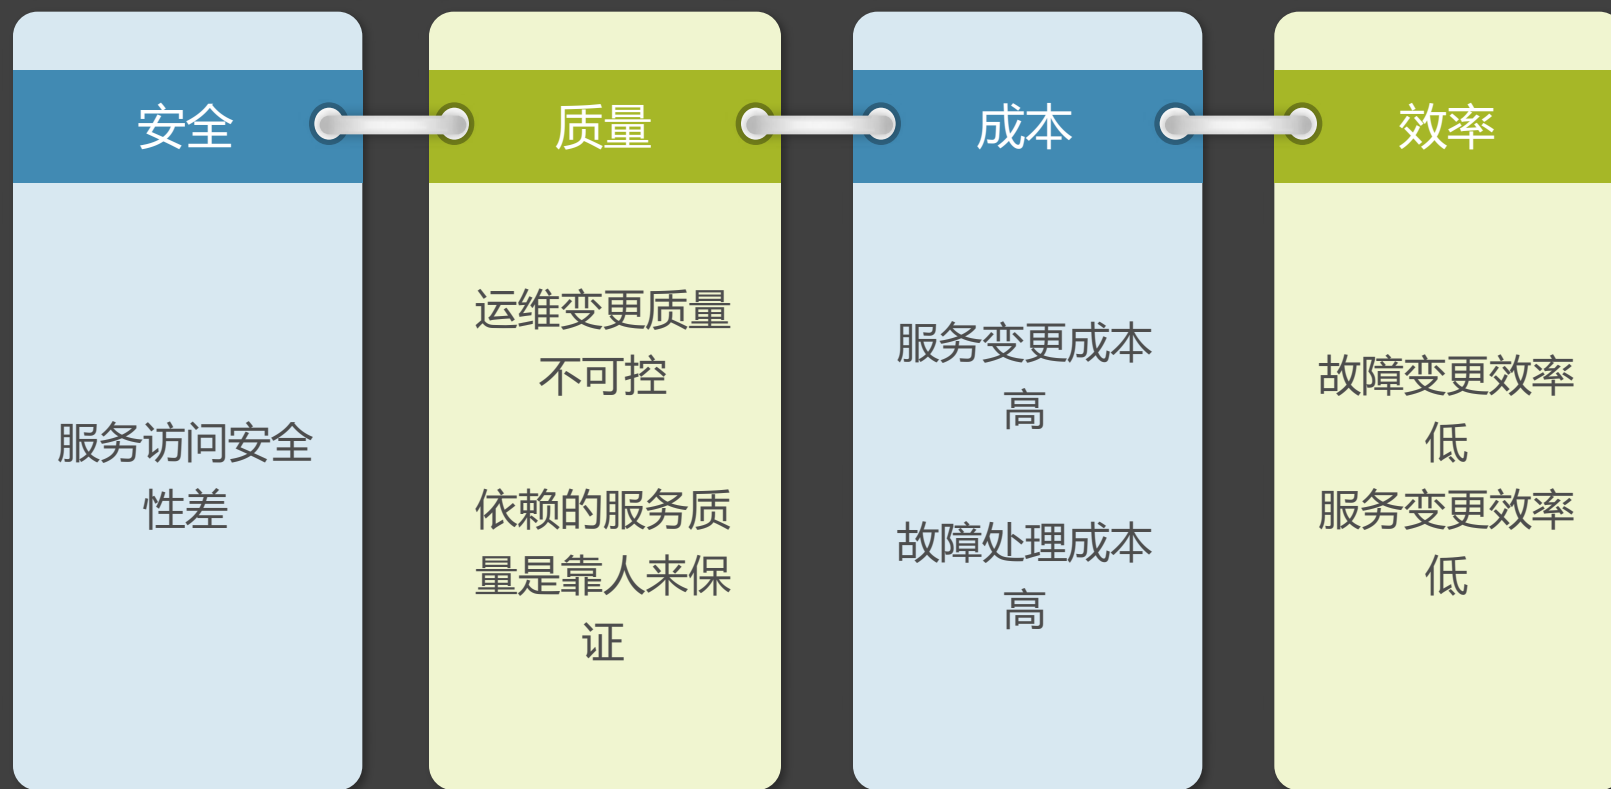 安全
服务访问安全
性差
质量
运维变更质量
不可控
依赖的服务质
量是靠人来保
证
成本
服务变更成本
高
故障处理成本
高
效率
故障变更效率
低
服务变更效率
低